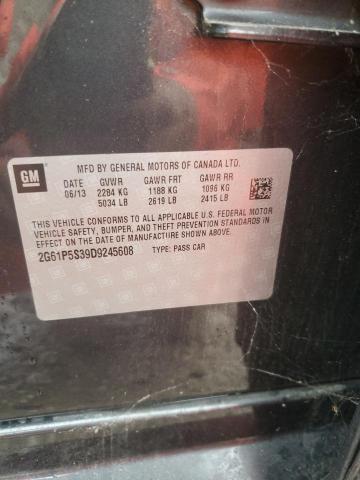 GM
MFD BY GENERAL MOTORS OF CANADA LTD.
DATE GVWR GAWR FRT GAWR RR
06/13 2284 KG 1188 KG 1096 KG
5034 LB 2619 LB 2415 LB
THIS VEHICLE CONFORMS TO ALL APPLICABLE U.S. FEDERAL MOTOR
VEHICLE SAFETY, BUMPER, AND THEFT PREVENTION STANDARDS IN
EFFECT ON THE DATE OF MANUFACTURE SHOWN ABOVE.
2G61P5S39D9245608 TYPE: PASS CAR